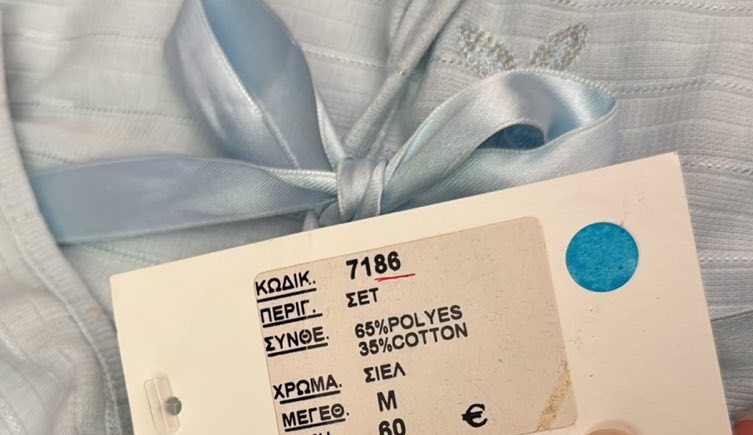 ΚΩΔΙΚ. 7186
ΠΕΡΙΓ. ΣΕΤ
ΣΥΝΘΕ. 65%POLYES
35%COTTON
ΧΡΩΜΑ. ΣΙΕΛ
ΜΕΓΕΘ. M
60 €